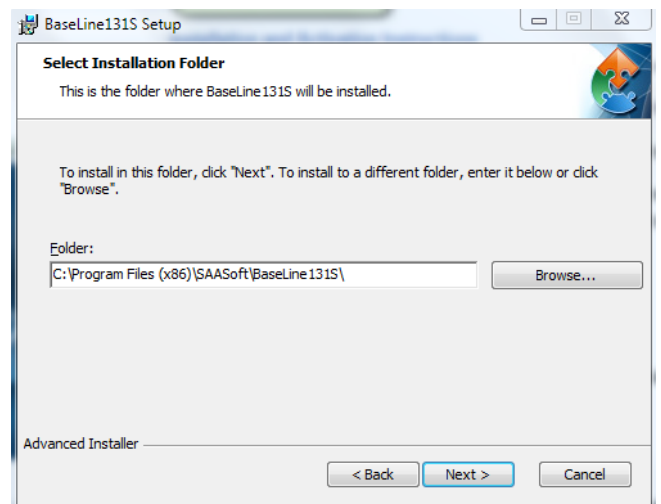 BaseLine131S Setup
Select Installation Folder
This is the folder where BaseLine131S will be installed.
To install in this folder, click "Next". To install to a different folder, enter it below or click
"Browse".
Folder:
C:\Program Files (x86)\SAASoft\BaseLine131S\
Browse...
Advanced Installer
< Back
Next >
Cancel